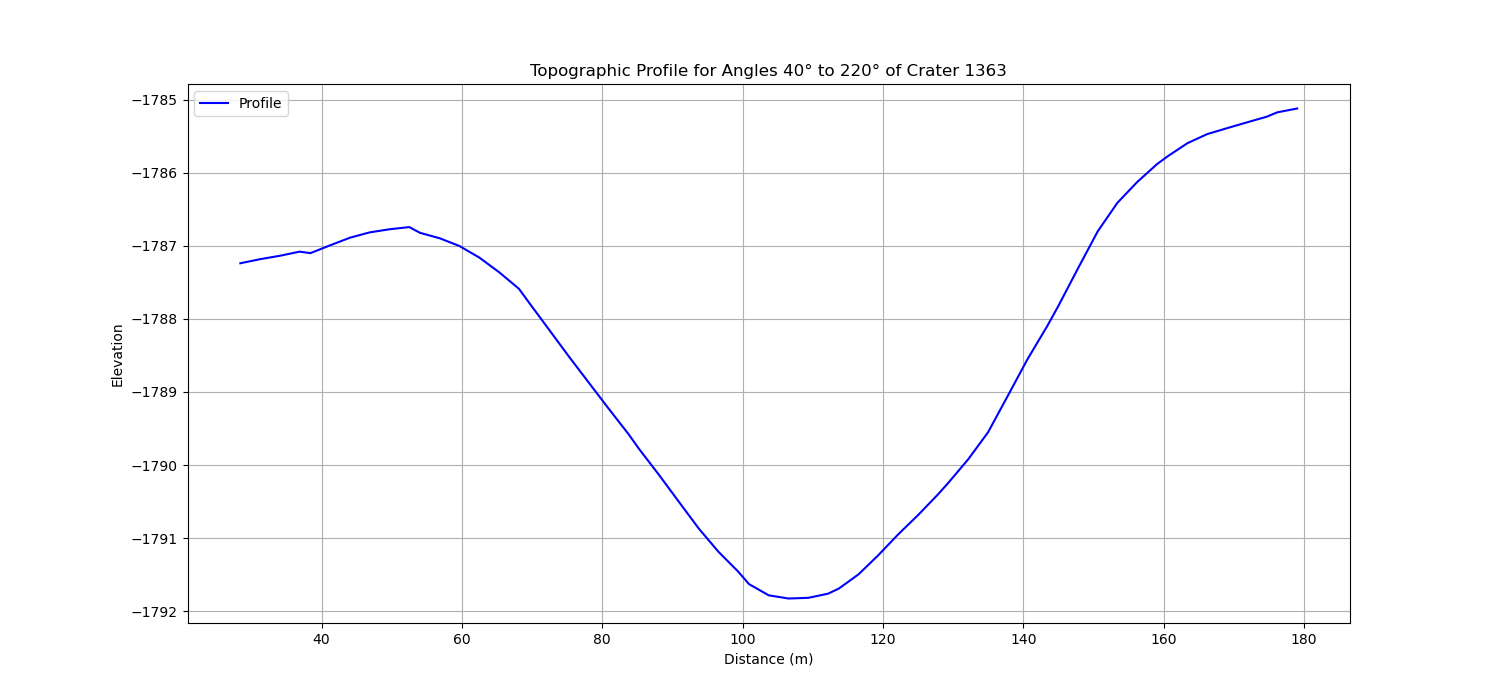 Topographic Profile for Angles 40° to 220° of Crater 1363
Profile
−1785
−1786
−1787
−1788
−1789
−1790
−1791
−1792
Elevation
40 60 80 100 120 140 160 180
Distance (m)